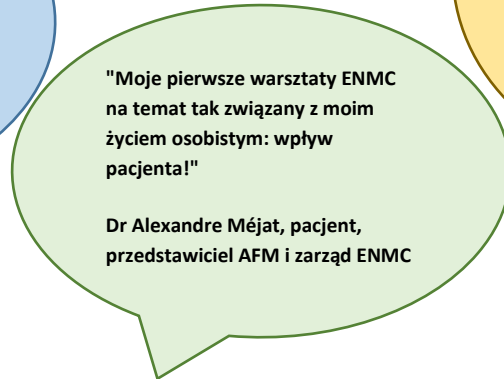 "Moje pierwsze warsztaty ENMC
na temat tak związany z moim
życiem osobistym: wpływ
pacjenta!"
Dr Alexandre Méjat, pacjent,
przedstawiciel AFM i zarząd ENMC